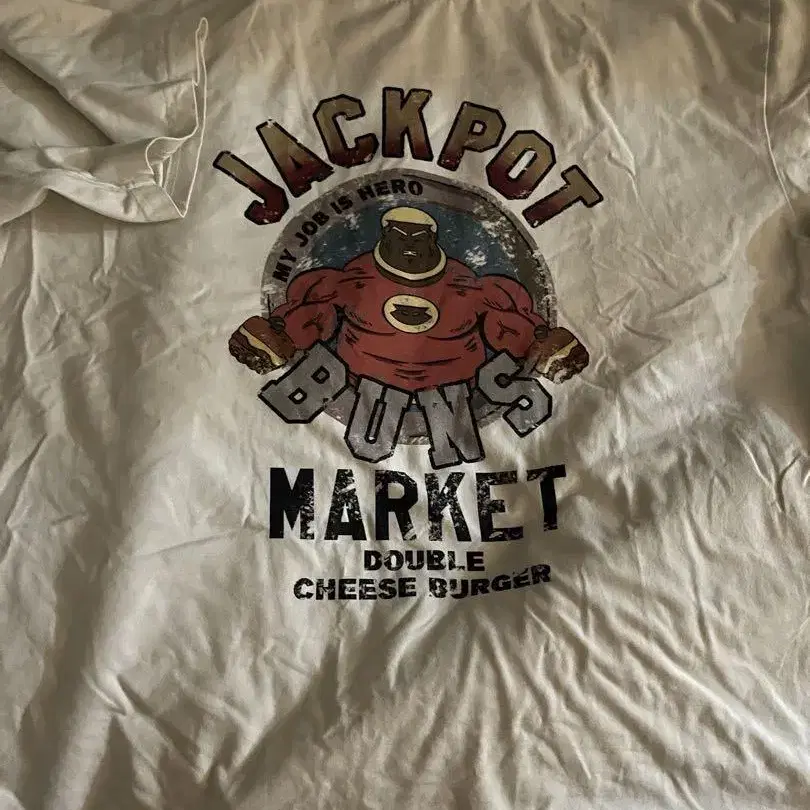 JACKPOT
MY JOB IS HERO
BUNS
MARKET
DOUBLE
CHEESE BURGER